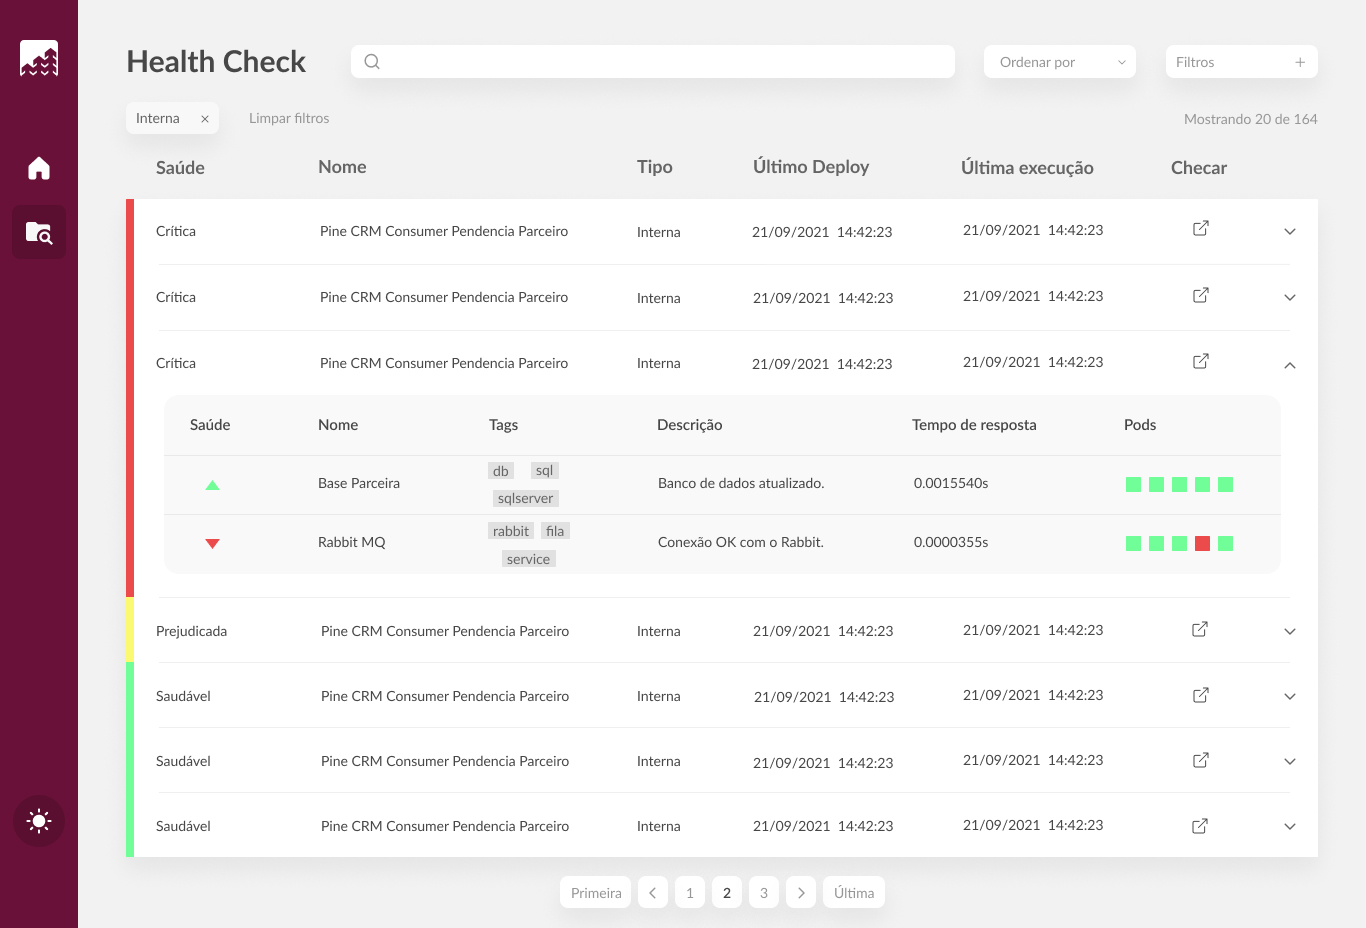 Health Check
Ordenar por
Filtros
Interna
Limpar filtros
Mostrando 20 de 164
Saúde Nome Tipo Último Deploy Última execução Checar
Crítica Pine CRM Consumer Pendencia Parceiro Interna 21/09/2021 14:42:23 21/09/2021 14:42:23
Crítica Pine CRM Consumer Pendencia Parceiro Interna 21/09/2021 14:42:23 21/09/2021 14:42:23
Crítica Pine CRM Consumer Pendencia Parceiro Interna 21/09/2021 14:42:23 21/09/2021 14:42:23
Saúde Nome Tags Descrição Tempo de resposta Pods
Base Parceira db sql sqlserver Banco de dados atualizado. 0.0015540s
Rabbit MQ rabbit fila service Conexão OK com o Rabbit. 0.0000355s
Prejudicada Pine CRM Consumer Pendencia Parceiro Interna 21/09/2021 14:42:23 21/09/2021 14:42:23
Saudável Pine CRM Consumer Pendencia Parceiro Interna 21/09/2021 14:42:23 21/09/2021 14:42:23
Saudável Pine CRM Consumer Pendencia Parceiro Interna 21/09/2021 14:42:23 21/09/2021 14:42:23
Saudável Pine CRM Consumer Pendencia Parceiro Interna 21/09/2021 14:42:23 21/09/2021 14:42:23
Primeira 1 2 3 Última